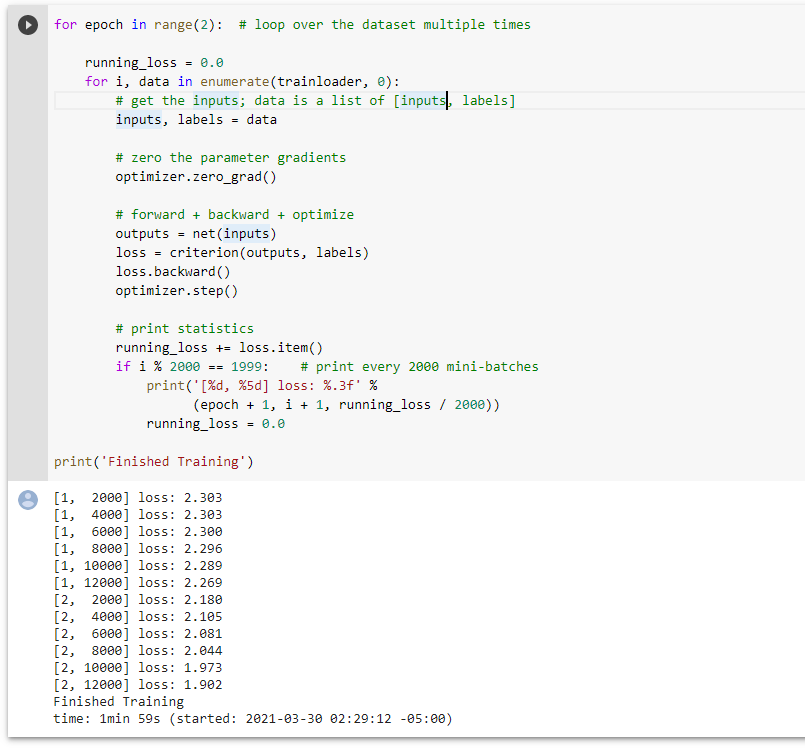 for epoch in range(2):  # loop over the dataset multiple times

    running_loss = 0.0
    for i, data in enumerate(trainloader, 0):
        # get the inputs; data is a list of [inputs, labels]
        inputs, labels = data

        # zero the parameter gradients
        optimizer.zero_grad()

        # forward + backward + optimize
        outputs = net(inputs)
        loss = criterion(outputs, labels)
        loss.backward()
        optimizer.step()

        # print statistics
        running_loss += loss.item()
        if i % 2000 == 1999:    # print every 2000 mini-batches
            print('[%d, %5d] loss: %.3f' %
                  (epoch + 1, i + 1, running_loss / 2000))
            running_loss = 0.0

print('Finished Training')
[1,  2000] loss: 2.303
[1,  4000] loss: 2.303
[1,  6000] loss: 2.300
[1,  8000] loss: 2.296
[1, 10000] loss: 2.289
[1, 12000] loss: 2.269
[2,  2000] loss: 2.180
[2,  4000] loss: 2.105
[2,  6000] loss: 2.081
[2,  8000] loss: 2.044
[2, 10000] loss: 1.973
[2, 12000] loss: 1.902
Finished Training
time: 1min 59s (started: 2021-03-30 02:29:12 -05:00)